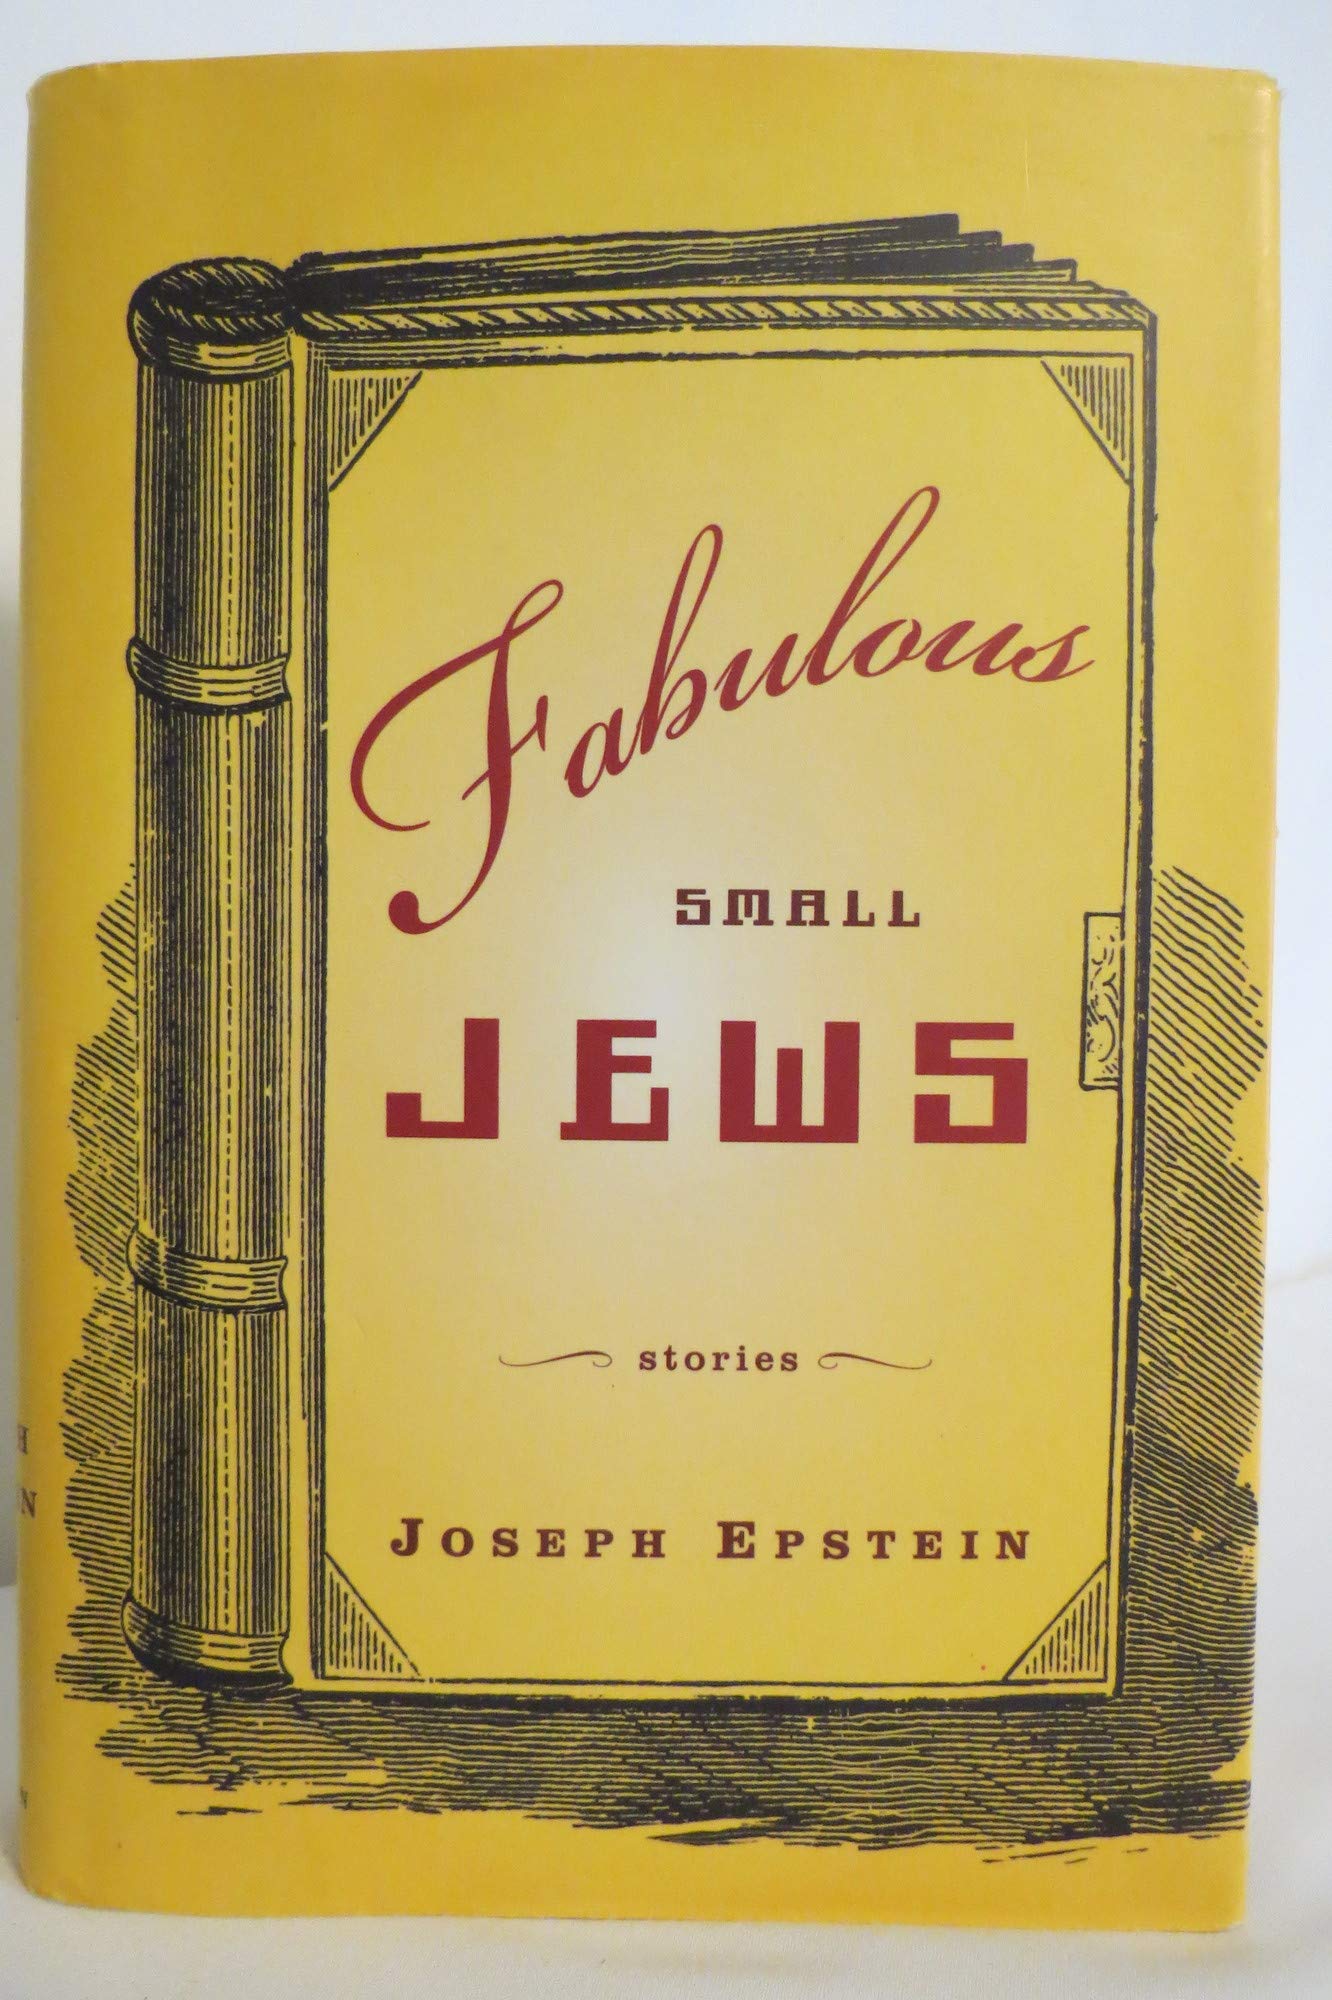 Fabulous
SMALL
JEWS
stories
JOSEPH EPSTEIN